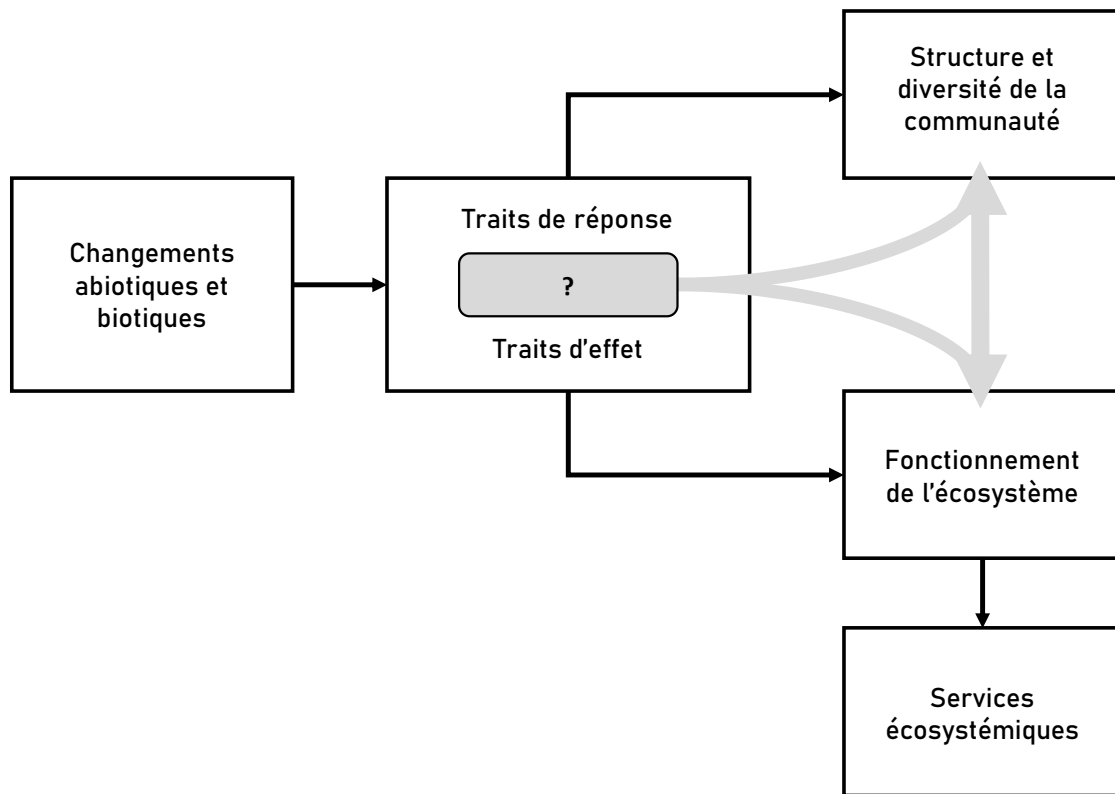 Structure et
diversité de la
communauté
Traits de réponse
Changements
abiotiques et
biotiques
?
Traits d’effet
Fonctionnement
de l’écosystème
Services
écosystémiques